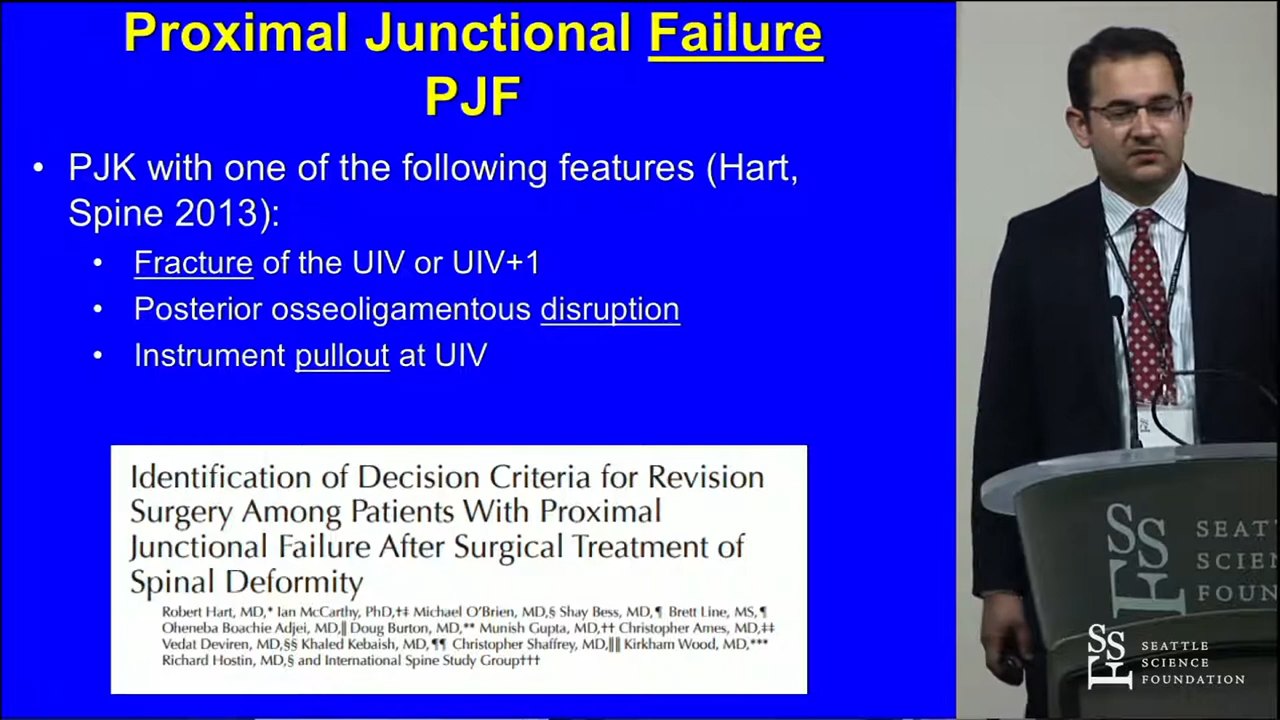 Proximal Junctional Failure
PJF
• PJK with one of the following features (Hart,
Spine 2013):
• Fracture of the UIV or UIV+1
• Posterior osseoligamentous disruption
• Instrument pullout at UIV
Identification of Decision Criteria for Revision
Surgery Among Patients With Proximal
Junctional Failure After Surgical Treatment of
Spinal Deformity
Robert Hart, MD,* Ian McCarthy, PhD,†‡ Michael O'Brien, MD,§ Shay Bess, MD,¶ Brett Line, MS,¶
Oheneba Boachie Adjei, MD,‖ Doug Burton, MD,** Munish Gupta, MD,†† Christopher Ames, MD,‡‡
Vedat Deviren, MD,§§ Khaled Kebaish, MD,¶¶ Christopher Shaffrey, MD,‖‖ Kirkham Wood, MD,***
Richard Hostin, MD,§ and International Spine Study Group†††
SSF
SEAT
SCIEN
FOUN
SSF
SEATTLE
SCIENCE
FOUNDATION